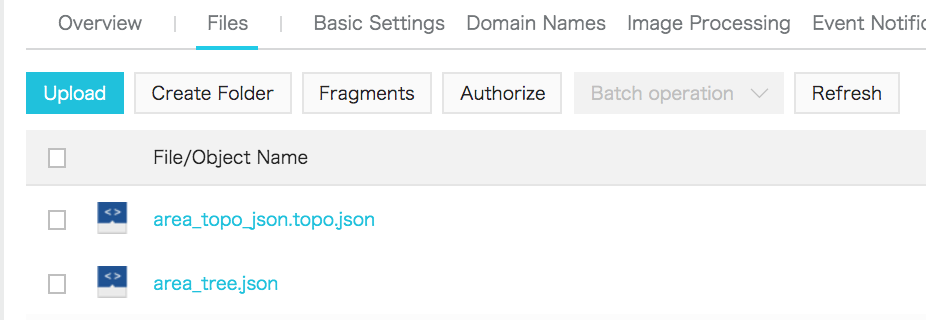 Overview | Files | Basic Settings Domain Names Image Processing Event Notific
Upload Create Folder Fragments Authorize Batch operation Refresh
File/Object Name
<> area_topo_json.topo.json
<> area_tree.json